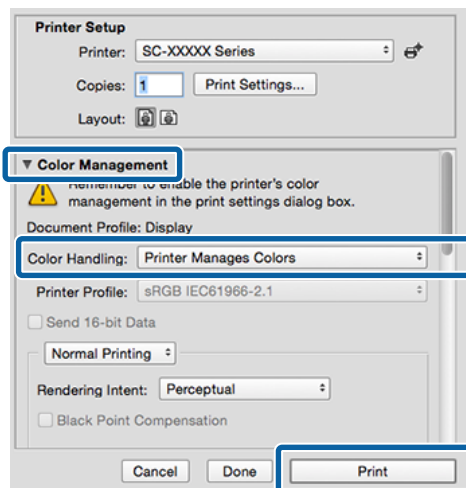 Printer Setup
Printer: SC-XXXXX Series
Copies: 1 Print Settings...
Layout:
▼ Color Management
Remember to enable the printer's color
management in the print settings dialog box.
Document Profile: Display
Color Handling: Printer Manages Colors
Printer Profile: sRGB IEC61966-2.1
Send 16-bit Data
Normal Printing
Rendering Intent: Perceptual
Black Point Compensation
Cancel Done Print